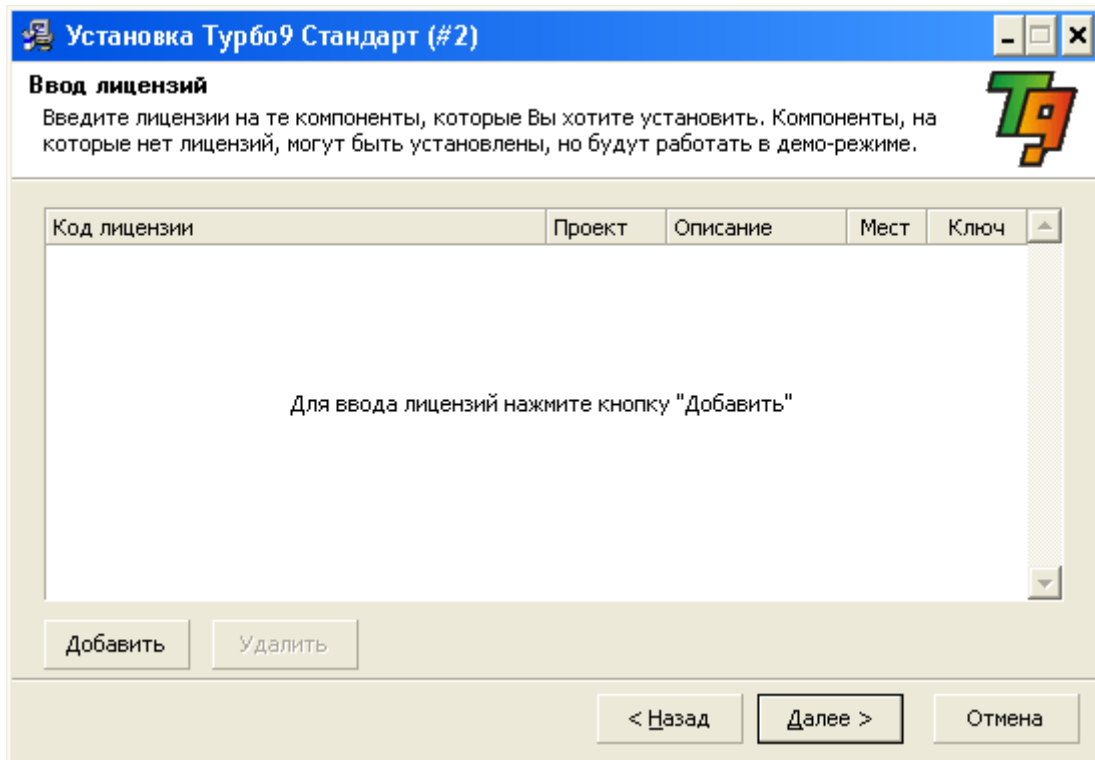 Установка Турбо9 Стандарт (#2)
Ввод лицензий
Введите лицензии на те компоненты, которые Вы хотите установить. Компоненты, на
которые нет лицензий, могут быть установлены, но будут работать в демо-режиме.
T9
Код лицензии Проект Описание Мест Ключ
Для ввода лицензий нажмите кнопку "Добавить"
Добавить Удалить
< Назад Далее > Отмена